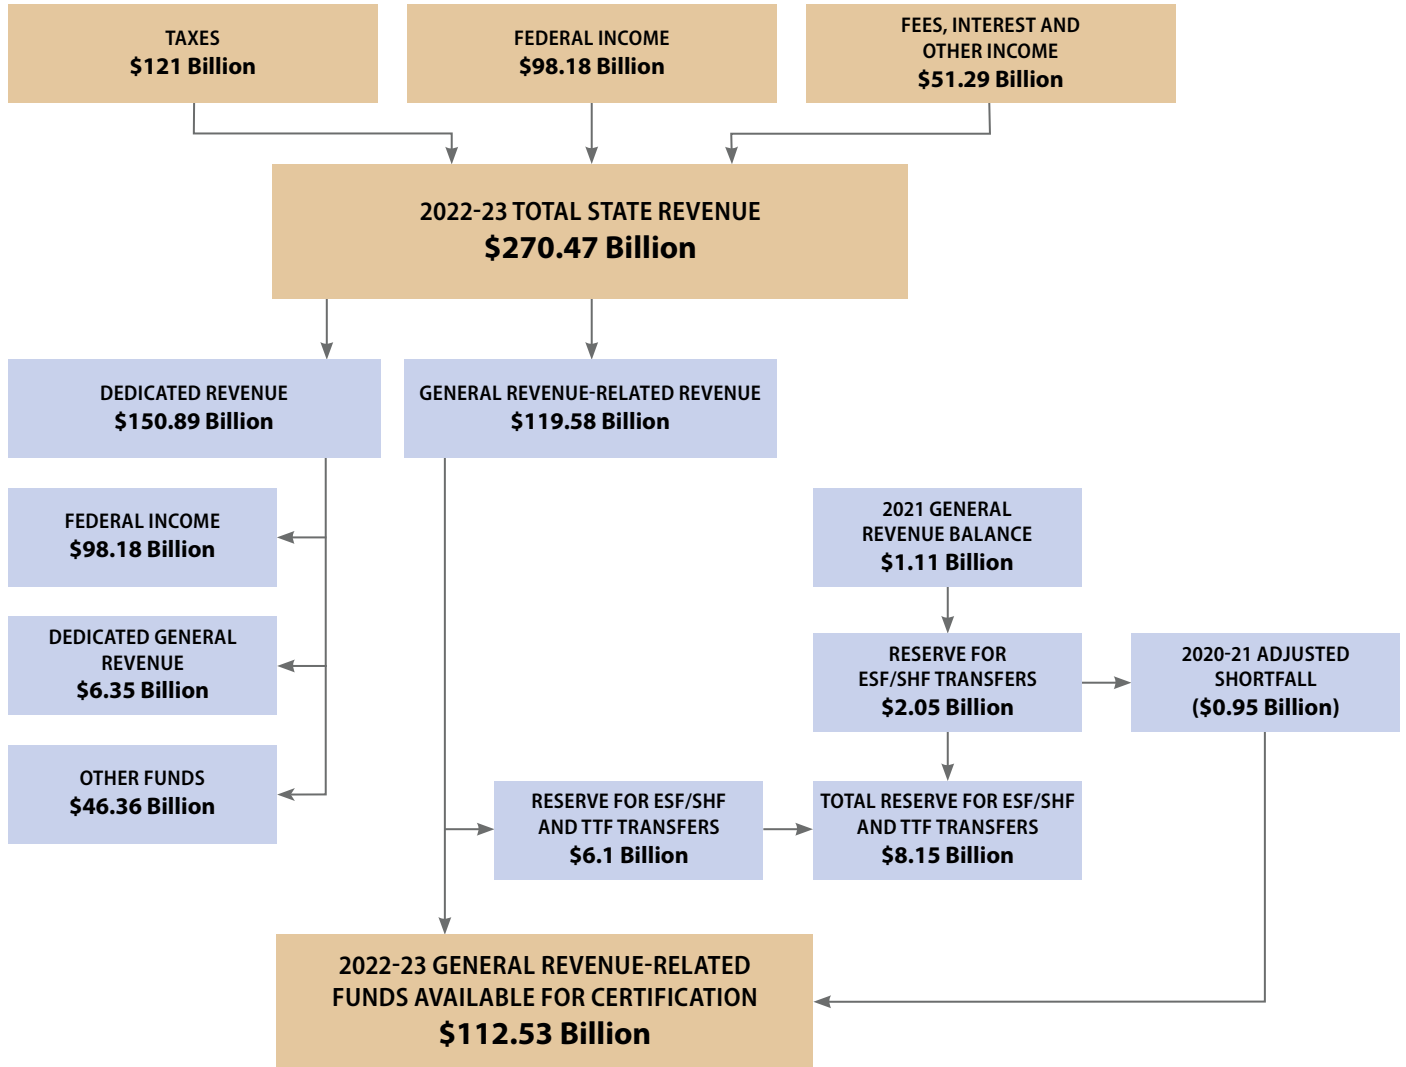 TAXES
$121 Billion
FEDERAL INCOME
$98.18 Billion
FEES, INTEREST AND
OTHER INCOME
$51.29 Billion
2022-23 TOTAL STATE REVENUE
$270.47 Billion
DEDICATED REVENUE
$150.89 Billion
GENERAL REVENUE-RELATED REVENUE
$119.58 Billion
FEDERAL INCOME
$98.18 Billion
DEDICATED GENERAL
REVENUE
$6.35 Billion
OTHER FUNDS
$46.36 Billion
2021 GENERAL
REVENUE BALANCE
$1.11 Billion
RESERVE FOR
ESF/SHF TRANSFERS
$2.05 Billion
2020-21 ADJUSTED
SHORTFALL
($0.95 Billion)
RESERVE FOR ESF/SHF
AND TTF TRANSFERS
$6.1 Billion
TOTAL RESERVE FOR ESF/SHF
AND TTF TRANSFERS
$8.15 Billion
2022-23 GENERAL REVENUE-RELATED
FUNDS AVAILABLE FOR CERTIFICATION
$112.53 Billion